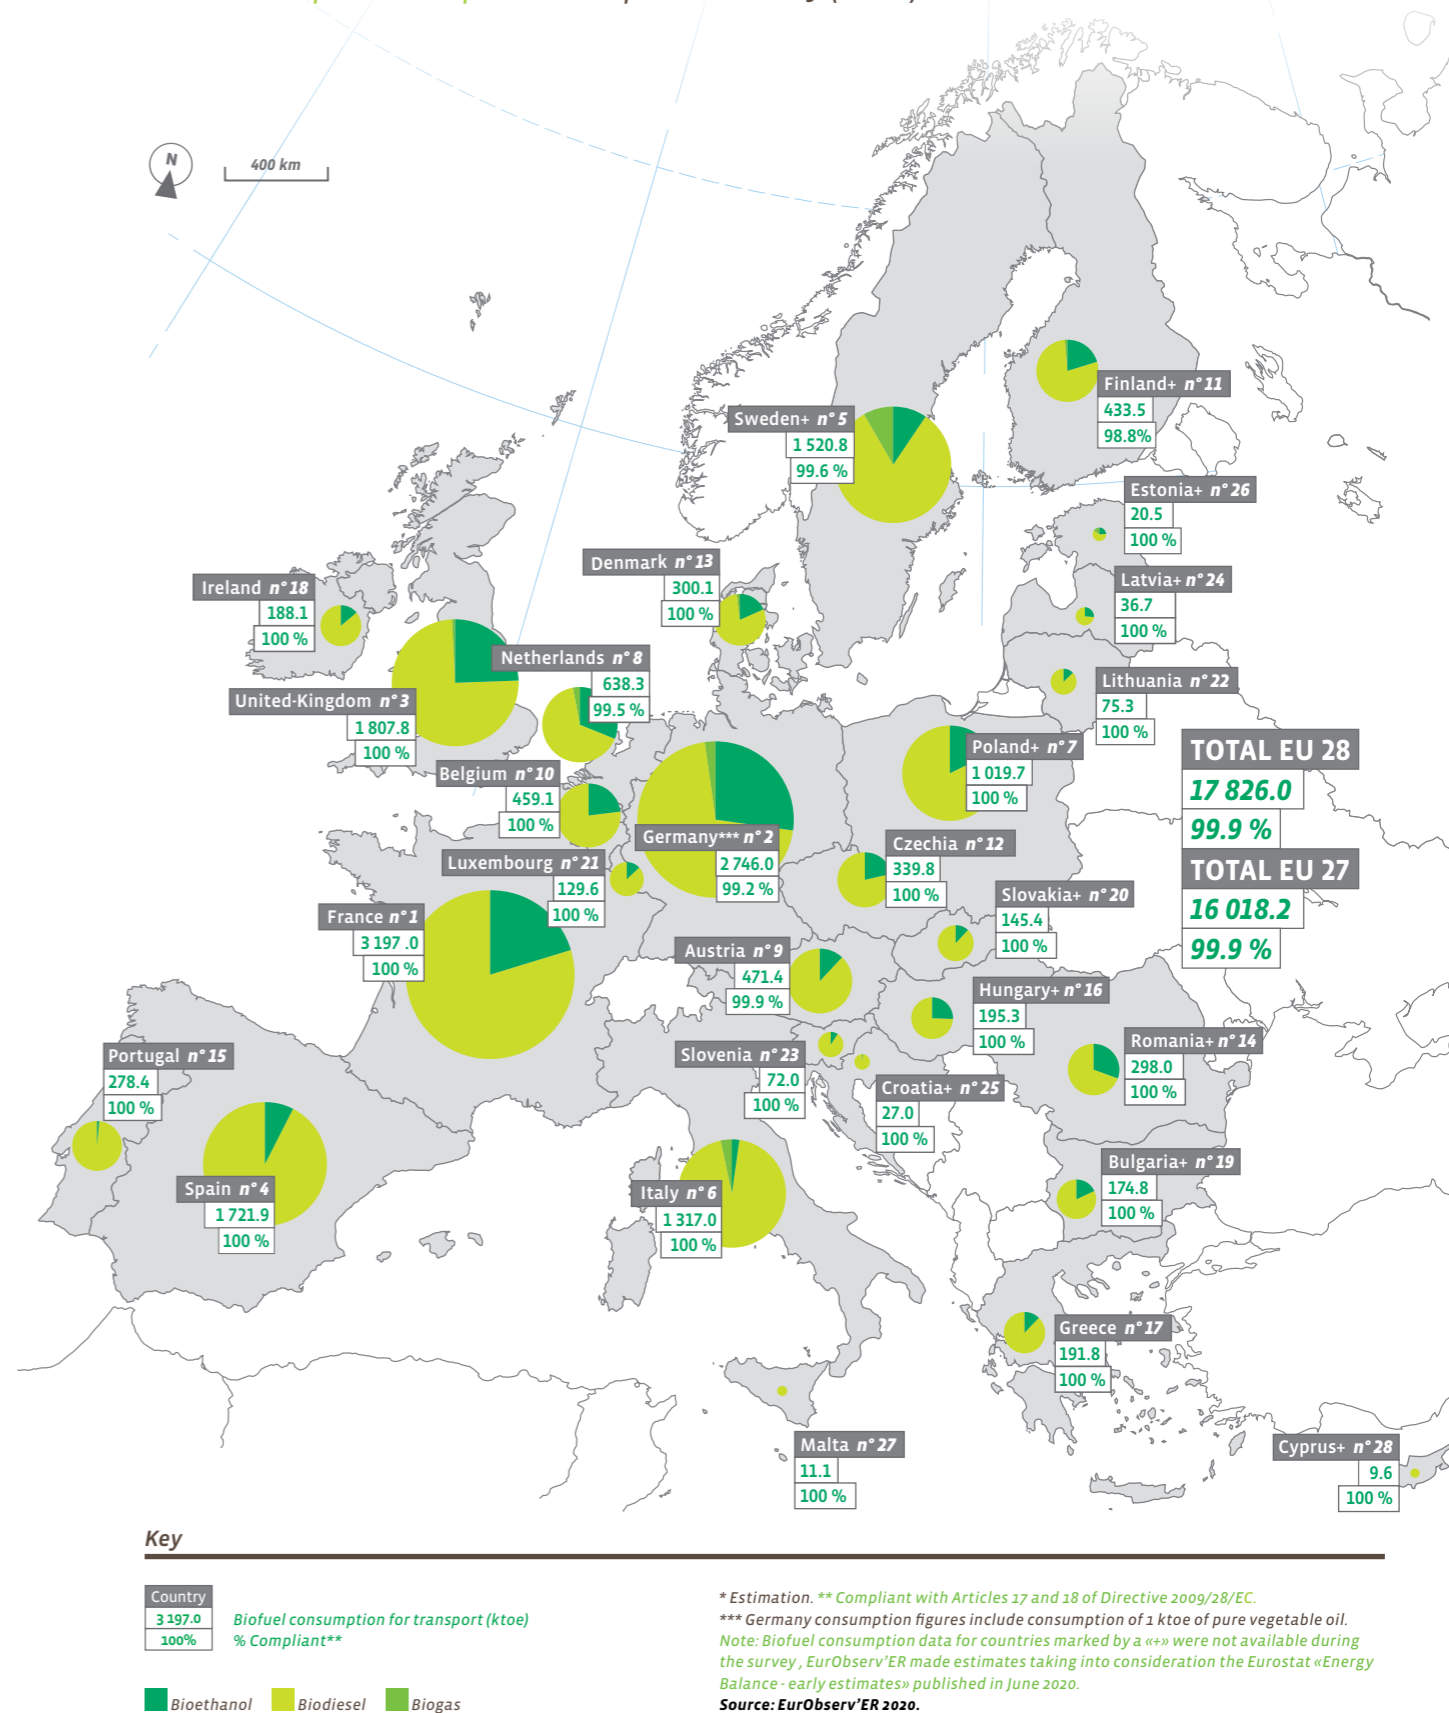 N
400 km
Finland+ n° 11
433.5
98.8%
Sweden+ n° 5
1 520.8
99.6 %
Estonia+ n° 26
20.5
100 %
Denmark n° 13
300.1
100 %
Latvia+ n° 24
36.7
100 %
Ireland n° 18
188.1
100 %
Netherlands n° 8
638.3
99.5 %
Lithuania n° 22
75.3
100 %
United-Kingdom n° 3
1 807.8
100 %
Poland+ n° 7
1 019.7
100 %
TOTAL EU 28
17 826.0
99.9 %
TOTAL EU 27
16 018.2
99.9 %
Belgium n° 10
459.1
100 %
Germany*** n° 2
2 746.0
99.2 %
Czechia n° 12
339.8
100 %
Luxembourg n° 21
129.6
100 %
Slovakia+ n° 20
145.4
100 %
France n° 1
3 197 .0
100 %
Austria n° 9
471.4
99.9 %
Hungary+ n° 16
195.3
100 %
Romania+ n° 14
298.0
100 %
Portugal n° 15
278.4
100 %
Slovenia n° 23
72.0
100 %
Croatia+ n° 25
27.0
100 %
Bulgaria+ n° 19
174.8
100 %
Spain n° 4
1 721.9
100 %
Italy n° 6
1 317.0
100 %
Greece n° 17
191.8
100 %
Malta n° 27
11.1
100 %
Cyprus+ n° 28
9.6
100 %
Key
Country
3 197.0
100%
Biofuel consumption for transport (ktoe)
% Compliant**
Bioethanol Biodiesel Biogas
* Estimation. ** Compliant with Articles 17 and 18 of Directive 2009/28/EC.
*** Germany consumption figures include consumption of 1 ktoe of pure vegetable oil.
Note: Biofuel consumption data for countries marked by a «+» were not available during
the survey , EurObserv'ER made estimates taking into consideration the Eurostat «Energy
Balance - early estimates» published in June 2020.
Source: EurObserv'ER 2020.